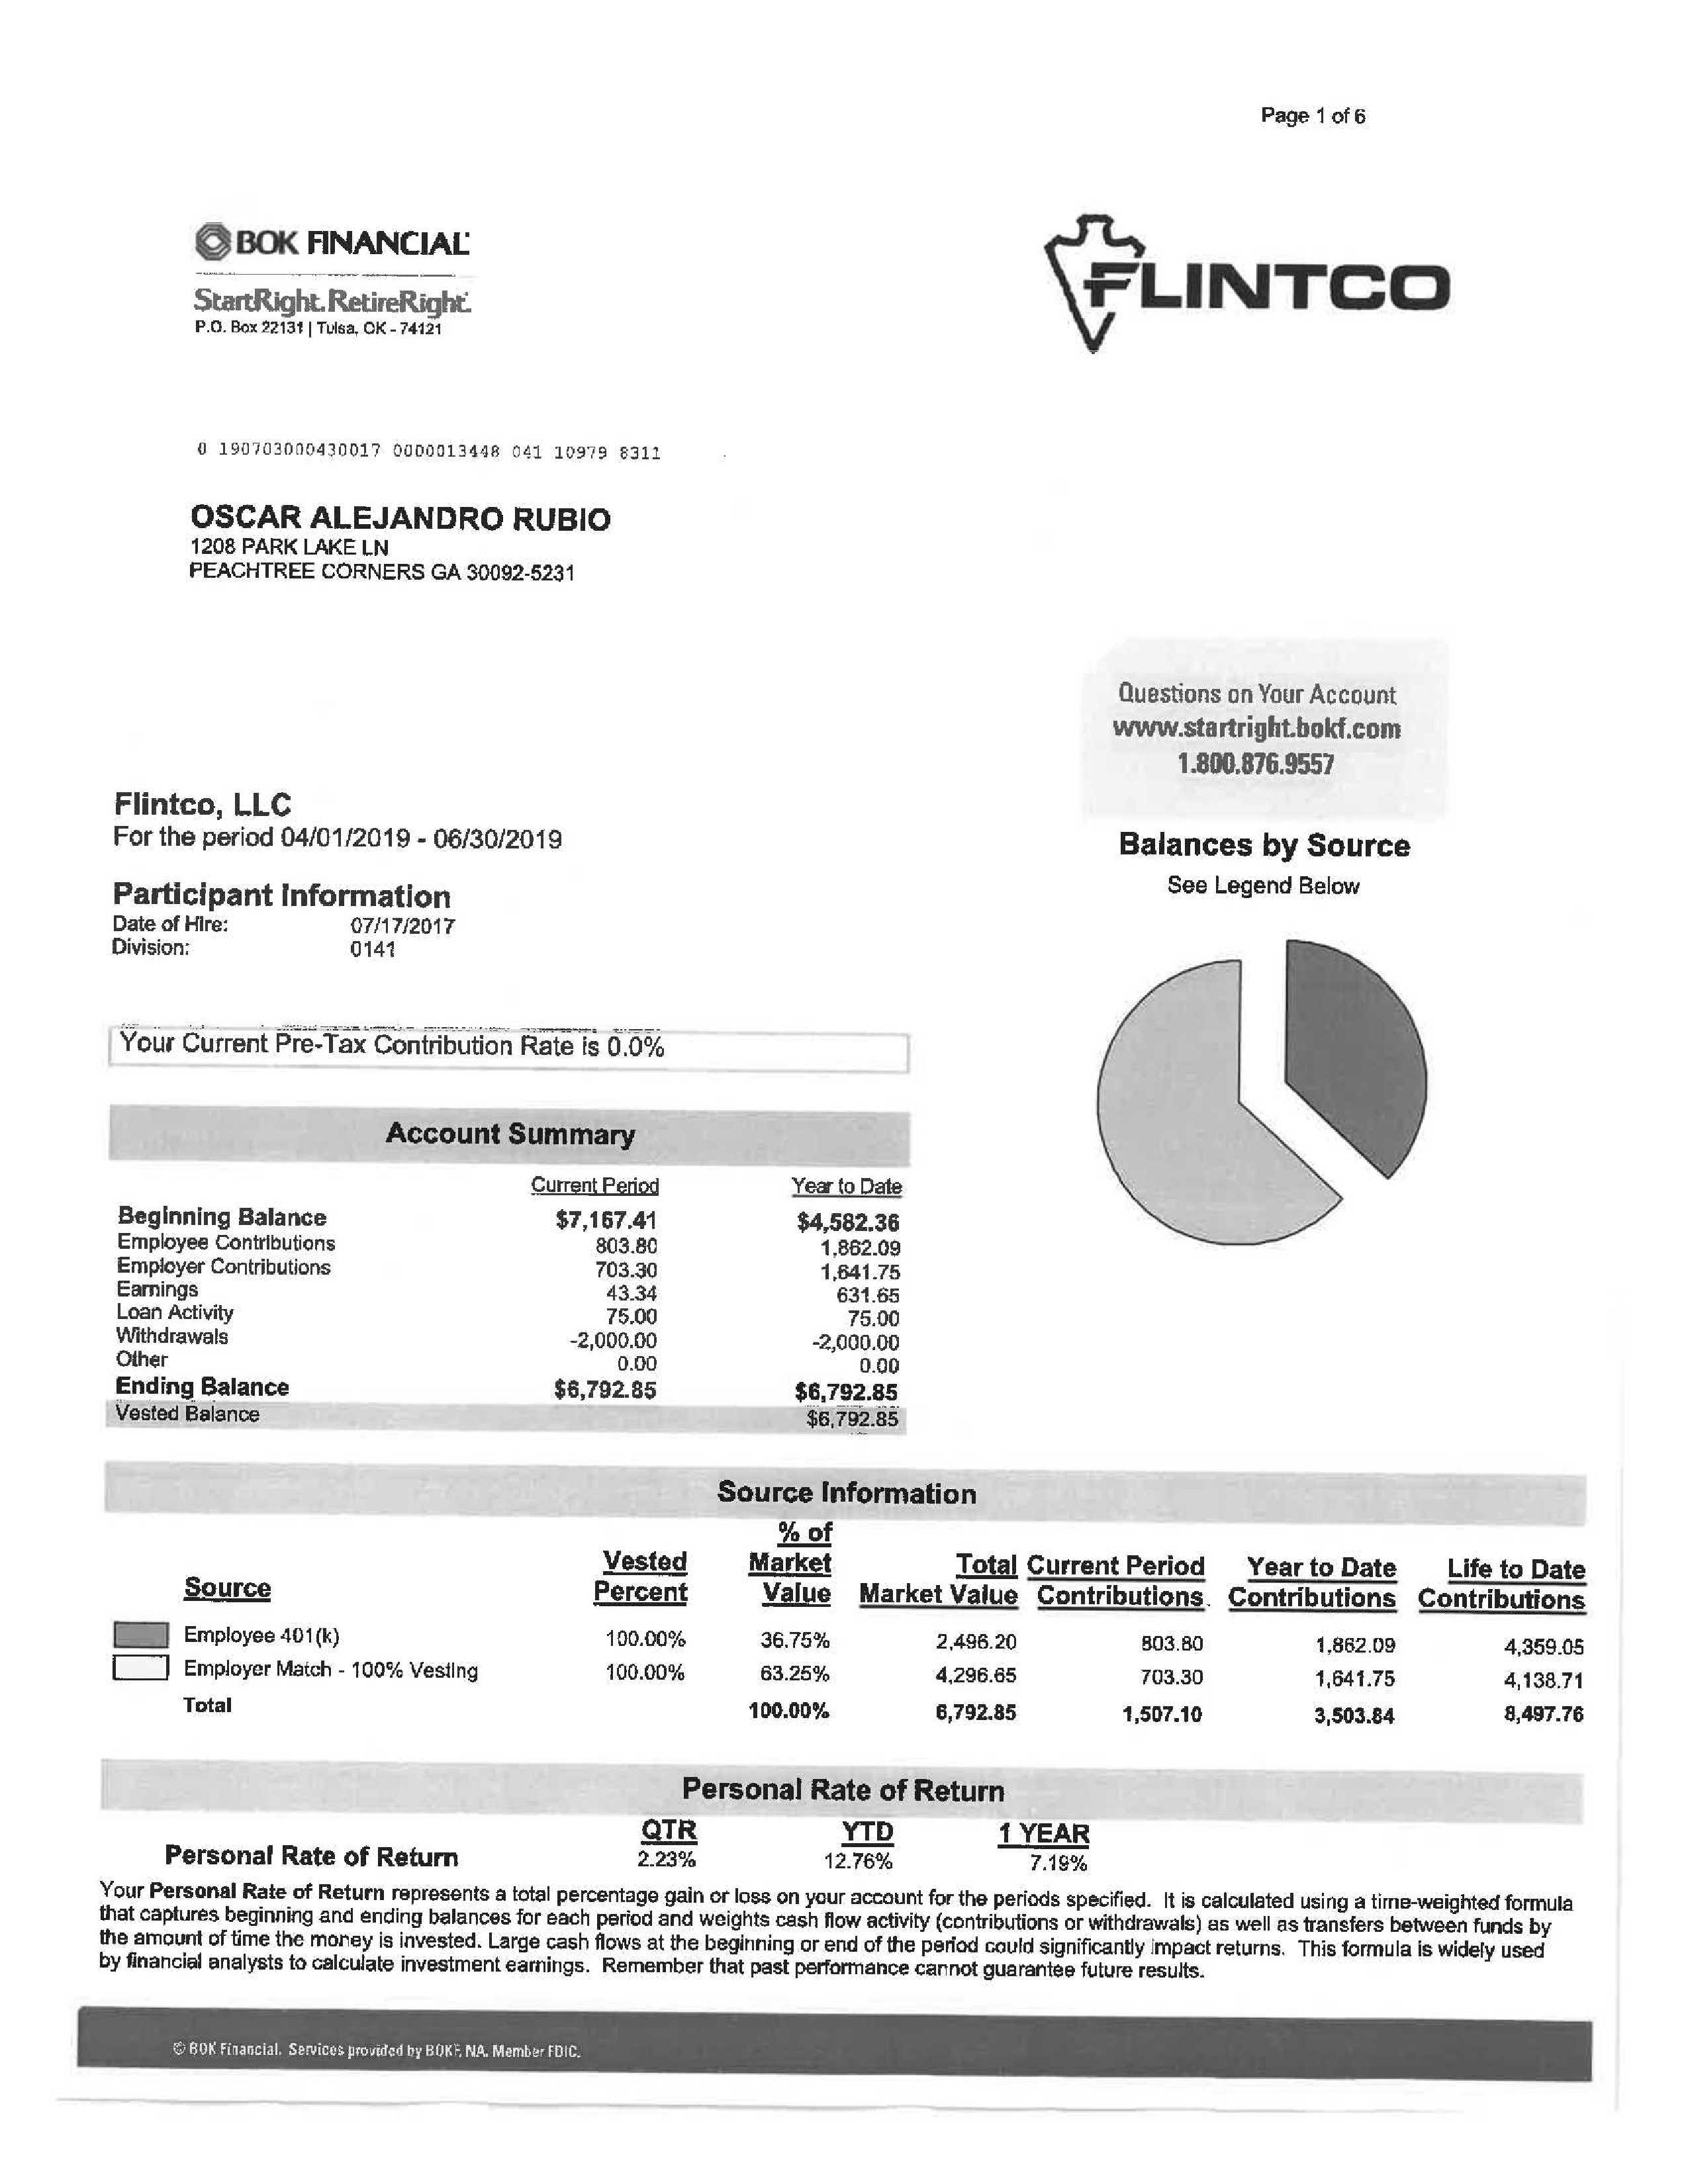 Page 1 of 6
BOK FINANCIAL
StartRight. RetireRight.
P.O. Box 22131 | Tulsa, OK - 74121
FLINTCO
0 190703000430017 0000013448 041 10979 8311
OSCAR ALEJANDRO RUBIO
1208 PARK LAKE LN
PEACHTREE CORNERS GA 30092-5231
Questions on Your Account
www.startright.bokf.com
1.800.876.9557
Flintco, LLC
For the period 04/01/2019 - 06/30/2019
Balances by Source
See Legend Below
Participant Information
Date of Hire: 07/17/2017
Division: 0141
Your Current Pre-Tax Contribution Rate is 0.0%
Account Summary
Current Period Year to Date
Beginning Balance $7,167.41 $4,582.36
Employee Contributions 803.80 1,862.09
Employer Contributions 703.30 1,641.75
Earnings 43.34 631.65
Loan Activity 75.00 75.00
Withdrawals -2,000.00 -2,000.00
Other 0.00 0.00
Ending Balance $6,792.85 $6,792.85
Vested Balance $6,792.85
Source Information
% of
Vested Market Total Current Period Year to Date Life to Date
Source Percent Value Market Value Contributions Contributions Contributions
Employee 401(k) 100.00% 36.75% 2,496.20 803.80 1,862.09 4,359.05
Employer Match - 100% Vesting 100.00% 63.25% 4,296.65 703.30 1,641.75 4,138.71
Total 100.00% 6,792.85 1,507.10 3,503.84 8,497.76
Personal Rate of Return
QTR YTD 1 YEAR
Personal Rate of Return 2.23% 12.76% 7.19%
Your Personal Rate of Return represents a total percentage gain or loss on your account for the periods specified. It is calculated using a time-weighted formula
that captures beginning and ending balances for each period and weights cash flow activity (contributions or withdrawals) as well as transfers between funds by
the amount of time the money is invested. Large cash flows at the beginning or end of the period could significantly impact returns. This formula is widely used
by financial analysts to calculate investment earnings. Remember that past performance cannot guarantee future results.
© BOK Financial. Services provided by BOKF, NA. Member FDIC.